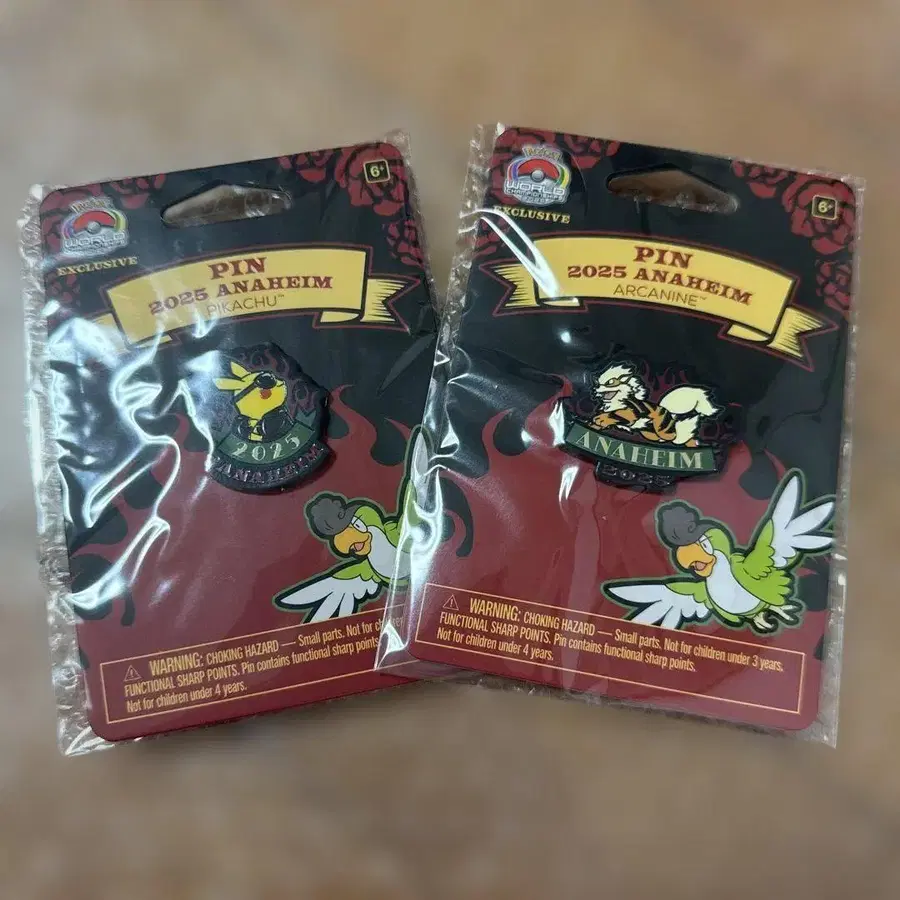 Pokémon
WORLD
EXCLUSIVE
6+
PIN
2025 ANAHEIM
PIKACHU™
2025
ANAHEIM
WARNING: CHOKING HAZARD — Small parts. Not for children
FUNCTIONAL SHARP POINTS. Pin contains functional sharp points.
Not for children under 4 years.
Pokémon
WORLD
CHAMPIONSHIPS
EXCLUSIVE
6+
PIN
2025 ANAHEIM
ARCANINE™
ANAHEIM
2025
WARNING: CHOKING HAZARD — Small parts. Not for children under 3 years.
FUNCTIONAL SHARP POINTS. Pin contains functional sharp points.
Not for children under 4 years.